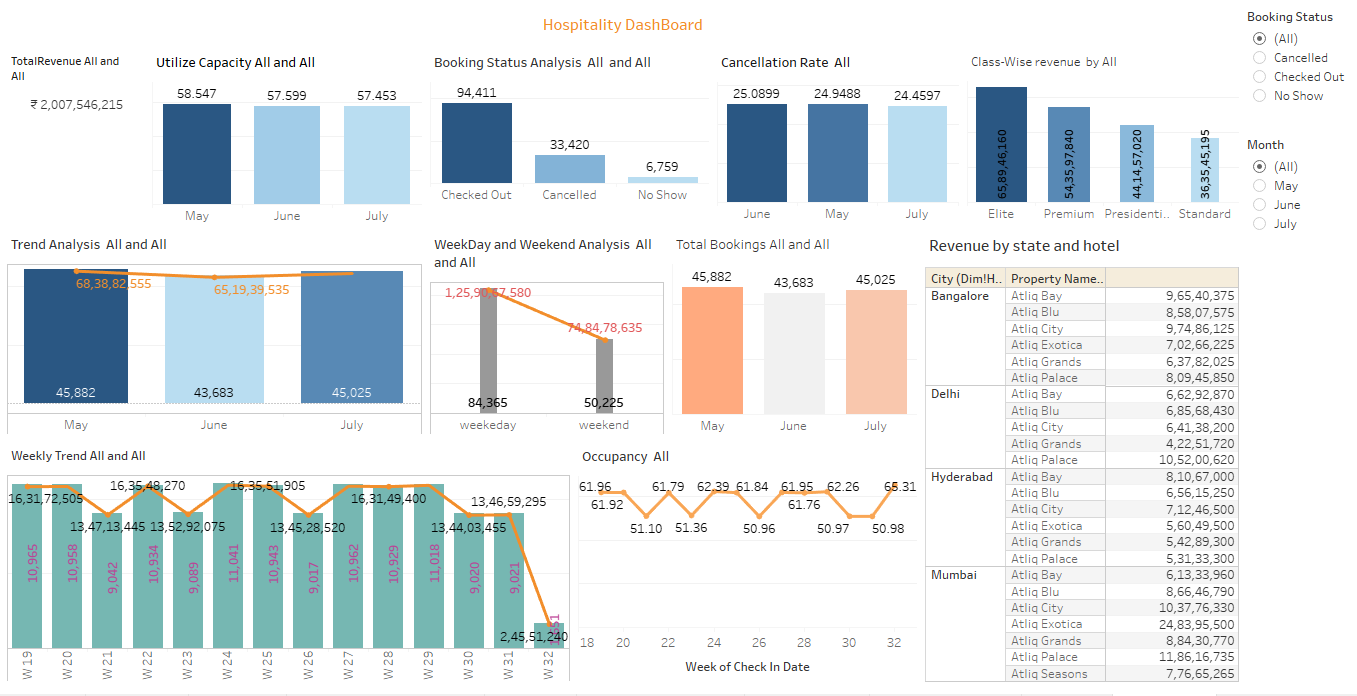 Hospitality DashBoard
Booking Status
(All)
Cancelled
Checked Out
No Show
Month
(All)
May
June
July
TotalRevenue All and
All
₹ 2,007,546,215
Utilize Capacity All and All
58.547
57.599
57.453
May
June
July
Booking Status Analysis  All  and All
94,411
33,420
6,759
Checked Out
Cancelled
No Show
Cancellation Rate  All
25.0899
24.9488
24.4597
June
May
July
Class-Wise revenue  by All
65,89,46,160
54,35,97,840
44,14,57,020
36,35,45,195
Elite
Premium
Presidenti..
Standard
Trend Analysis  All and All
68,38,82,555
65,19,39,535
45,882
43,683
45,025
May
June
July
WeekDay and Weekend Analysis  All
and All
1,25,90,67,580
74,84,78,635
84,365
50,225
weekeday
weekend
Total Bookings All and All
45,882
43,683
45,025
May
June
July
Revenue by state and hotel
City (Dim!H.. Property Name..
Bangalore Atliq Bay 9,65,40,375
Atliq Blu 8,58,07,575
Atliq City 9,74,86,125
Atliq Exotica 7,02,66,225
Atliq Grands 6,37,82,025
Atliq Palace 8,09,45,850
Delhi Atliq Bay 6,62,92,870
Atliq Blu 6,85,68,430
Atliq City 6,41,38,200
Atliq Grands 4,22,51,720
Atliq Palace 10,52,00,620
Hyderabad Atliq Bay 8,10,67,000
Atliq Blu 6,56,15,250
Atliq City 7,12,46,500
Atliq Exotica 5,60,49,500
Atliq Grands 5,42,89,300
Atliq Palace 5,31,33,300
Mumbai Atliq Bay 6,13,33,960
Atliq Blu 8,66,46,790
Atliq City 10,37,76,330
Atliq Exotica 24,83,95,500
Atliq Grands 8,84,30,770
Atliq Palace 11,86,16,735
Atliq Seasons 7,76,65,265
Weekly Trend All and All
16,31,72,505
13,47,13,445
16,35,48,270
13,52,92,075
16,35,51,905
13,45,28,520
16,31,49,400
13,44,03,455
13,46,59,295
2,45,51,240
10,965
10,958
9,042
10,934
9,089
11,041
10,943
9,017
10,962
10,929
11,018
9,020
9,021
W 19
W 20
W 21
W 22
W 23
W 24
W 25
W 26
W 27
W 28
W 29
W 30
W 31
W 32
Occupancy  All
61.96
61.92
51.10
61.79
51.36
62.39
61.84
50.96
61.95
61.76
62.26
50.97
50.98
65.31
18
20
22
24
26
28
30
32
Week of Check In Date